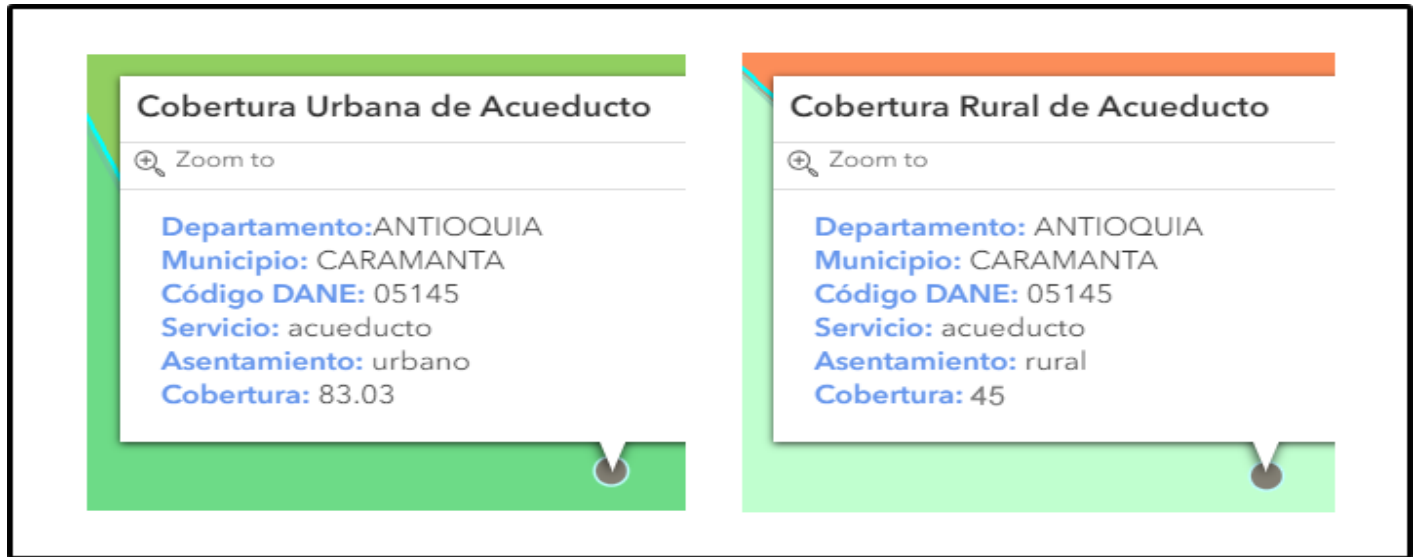 Cobertura Urbana de Acueducto
Zoom to
Departamento:ANTIOQUIA
Municipio: CARAMANTA
Código DANE: 05145
Servicio: acueducto
Asentamiento: urbano
Cobertura: 83.03
Cobertura Rural de Acueducto
Zoom to
Departamento: ANTIOQUIA
Municipio: CARAMANTA
Código DANE: 05145
Servicio: acueducto
Asentamiento: rural
Cobertura: 45